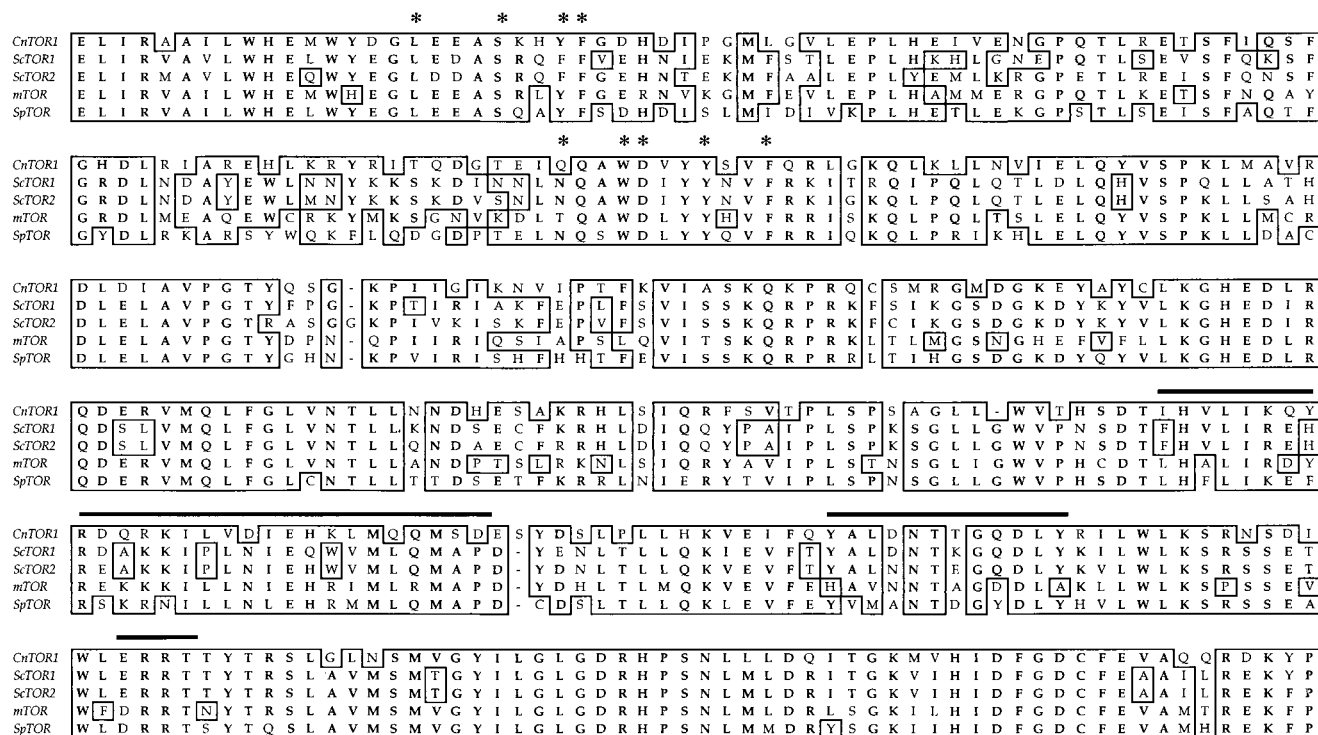 * * * *
CnTOR1 E L I R A A I L W H E M W Y D G L E E A S K H Y F G D H D I P G M L G V L E P L H E I V E N G P Q T L R E T S F I Q S F
ScTOR1 E L I R V A V L W H E L W Y E G L E D A S R Q F F V E H N I E K M F S T L E P L H K H L G N E P Q T L S E V S F Q K S F
ScTOR2 E L I R M A V L W H E Q W Y E G L D D A S R Q F F G E H N T E K M F A A L E P L Y E M L K R G P E T L R E I S F Q N S F
mTOR E L I R V A I L W H E M W H E G L E E A S R L Y F G E R N V K G M F E V L E P L H A M M E R G P Q T L K E T S F N Q A Y
SpTOR E L I R V A I L W H E L W Y E G L E E A S Q A Y F S D H D I S L M I D I V K P L H E T L E K G P S T L S E I S F A Q T F
* * * * *
CnTOR1 G H D L R I A R E H L K R Y R I T Q D G T E I Q Q A W D V Y Y S V F Q R L G K Q L K L L N V I E L Q Y V S P K L M A V R
ScTOR1 G R D L N D A Y E W L N N Y K K S K D I N N L N Q A W D I Y Y N V F R K I T R Q I P Q L Q T L D L Q H V S P Q L L A T H
ScTOR2 G R D L N D A Y E W L M N Y K K S K D V S N L N Q A W D I Y Y N V F R K I G K Q L P Q L Q T L E L Q H V S P K L L S A H
mTOR G R D L M E A Q E W C R K Y M K S G N V K D L T Q A W D L Y Y H V F R R I S K Q L P Q L T S L E L Q Y V S P K L L M C R
SpTOR G Y D L R K A R S Y W Q K F L Q D G D P T E L N Q S W D L Y Y Q V F R R I Q K Q L P R I K H L E L Q Y V S P K L L D A C
CnTOR1 D L D I A V P G T Y Q S G - K P I I G I K N V I P T F K V I A S K Q K P R Q C S M R G M D G K E Y A Y C L K G H E D L R
ScTOR1 D L E L A V P G T Y F P G - K P T I R I A K F E P L F S V I S S K Q R P R K F S I K G S D G K D Y K Y V L K G H E D I R
ScTOR2 D L E L A V P G T R A S G G K P I V K I S K F E P V F S V I S S K Q R P R K F C I K G S D G K D Y K Y V L K G H E D I R
mTOR D L E L A V P G T Y D P N - Q P I I R I Q S I A P S L Q V I T S K Q R P R K L T L M G S N G H E F V F L L K G H E D L R
SpTOR D L E L A V P G T Y G H N - K P V I R I S H F H H T F E V I S S K Q R P R R L T I H G S D G K D Y Q Y V L K G H E D L R
CnTOR1 Q D E R V M Q L F G L V N T L L N N D H E S A K R H L S I Q R F S V T P L S P S A G L L - W V T H S D T I H V L I K Q Y
ScTOR1 Q D S L V M Q L F G L V N T L L K N D S E C F K R H L D I Q Q Y P A I P L S P K S G L L G W V P N S D T F H V L I R E H
ScTOR2 Q D S L V M Q L F G L V N T L L Q N D A E C F R R H L D I Q Q Y P A I P L S P K S G L L G W V P N S D T F H V L I R E H
mTOR Q D E R V M Q L F G L V N T L L A N D P T S L R K N L S I Q R Y A V I P L S T N S G L I G W V P H C D T L H A L I R D Y
SpTOR Q D E R V M Q L F G L C N T L L T T D S E T F K R R L N I E R Y T V I P L S P N S G L L G W V P H S D T L H F L I K E F
CnTOR1 R D Q R K I L V D I E H K L M Q Q M S D E S Y D S L P L L H K V E I F Q Y A L D N T T G Q D L Y R I L W L K S R N S D I
ScTOR1 R D A K K I P L N I E Q W V M L Q M A P D - Y E N L T L L Q K I E V F T Y A L D N T K G Q D L Y K I L W L K S R S S E T
ScTOR2 R E A K K I P L N I E H W V M L Q M A P D - Y D N L T L L Q K V E V F T Y A L N N T E G Q D L Y K V L W L K S R S S E T
mTOR R E K K K I L L N I E H R I M L R M A P D - Y D H L T L M Q K V E V F E H A V N N T A G D D L A K L L W L K S P S S E V
SpTOR R S K R N I L L N L E H R M M L Q M A P D - C D S L T L L Q K L E V F E Y V M A N T D G Y D L Y H V L W L K S R S S E A
CnTOR1 W L E R R T T Y T R S L G L N S M V G Y I L G L G D R H P S N L L L D Q I T G K M V H I D F G D C F E V A Q Q R D K Y P
ScTOR1 W L E R R T T Y T R S L A V M S M T G Y I L G L G D R H P S N L M L D R I T G K V I H I D F G D C F E A A I L R E K Y P
ScTOR2 W L E R R T T Y T R S L A V M S M T G Y I L G L G D R H P S N L M L D R I T G K V I H I D F G D C F E A A I L R E K F P
mTOR W F D R R T N Y T R S L A V M S M V G Y I L G L G D R H P S N L M L D R L S G K I L H I D F G D C F E V A M T R E K F P
SpTOR W L D R R T S Y T Q S L A V M S M V G Y I L G L G D R H P S N L M M D R Y S G K I I H I D F G D C F E V A M H R E K F P